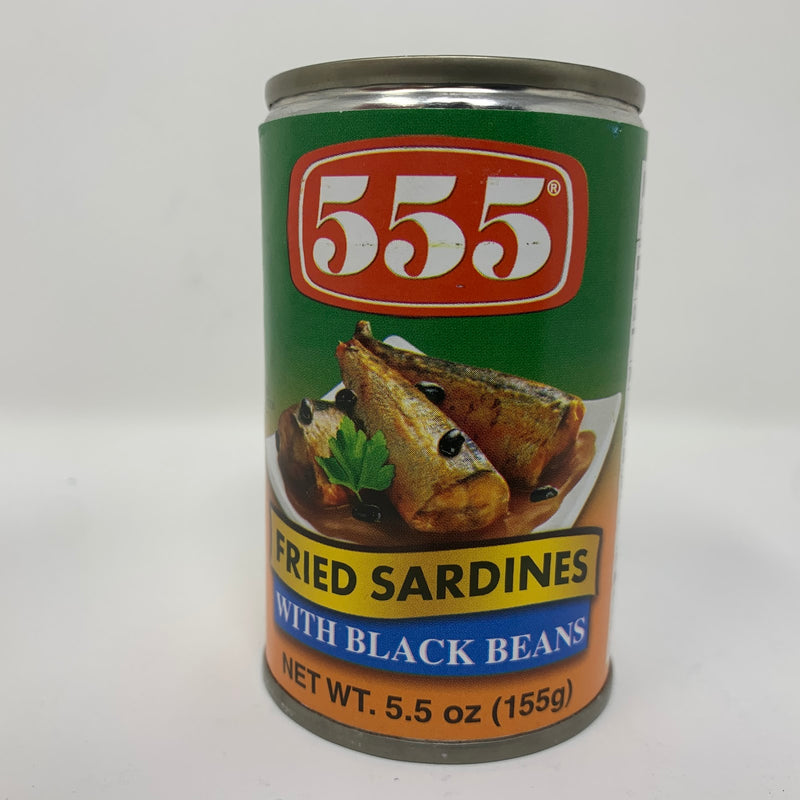 555®
FRIED SARDINES
WITH BLACK BEANS
NET WT. 5.5 oz (155g)